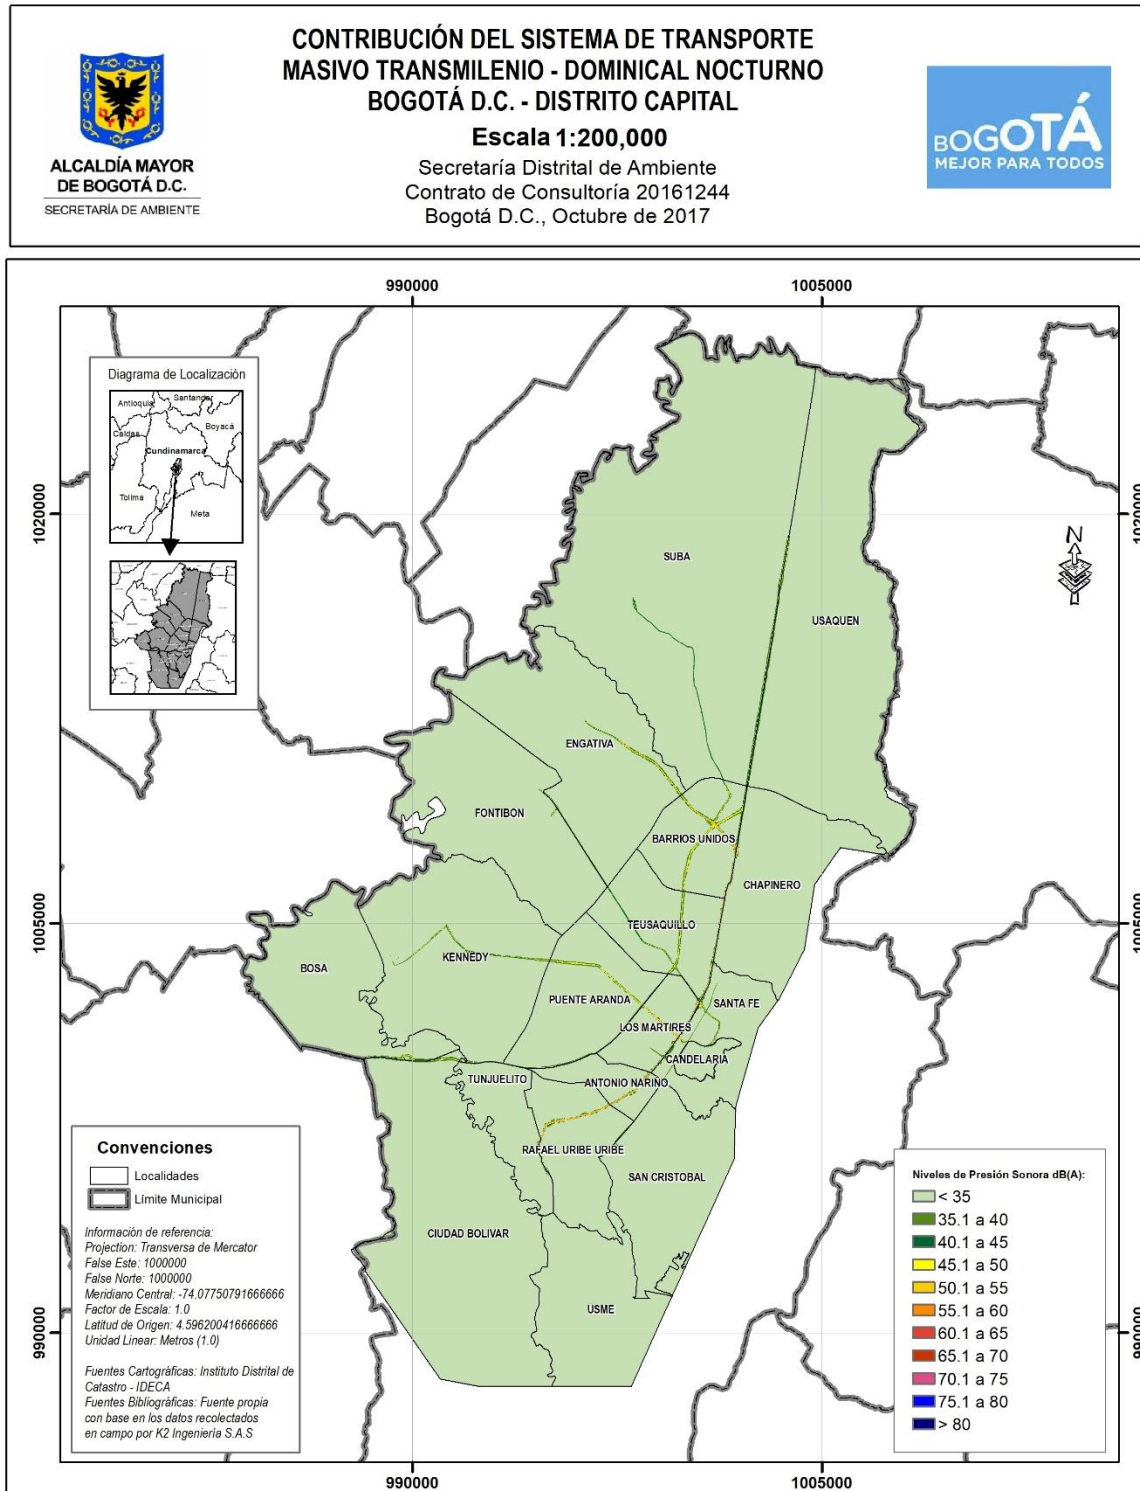 CONTRIBUCIÓN DEL SISTEMA DE TRANSPORTE
MASIVO TRANSMILENIO - DOMINICAL NOCTURNO
BOGOTÁ D.C. - DISTRITO CAPITAL
Escala 1:200,000
Secretaría Distrital de Ambiente
Contrato de Consultoría 20161244
Bogotá D.C., Octubre de 2017
ALCALDÍA MAYOR
DE BOGOTÁ D.C.
SECRETARÍA DE AMBIENTE
BOGOTÁ
MEJOR PARA TODOS
990000
1005000
Diagrama de Localización
Antioquia
Santander
Boyacá
Caldas
Cundinamarca
Tolima
Meta
1020000
1020000
N
SUBA
USAQUEN
ENGATIVA
FONTIBON
BARRIOS UNIDOS
CHAPINERO
1005000
1005000
TEUSAQUILLO
KENNEDY
BOSA
PUENTE ARANDA
SANTA FE
LOS MARTIRES
CANDELARIA
TUNJUELITO
ANTONIO NARIÑO
RAFAEL URIBE URIBE
SAN CRISTOBAL
CIUDAD BOLIVAR
USME
990000
990000
Convenciones
Localidades
Límite Municipal
Información de referencia:
Projection: Transversa de Mercator
False Este: 1000000
False Norte: 1000000
Meridiano Central: -74.07750791666666
Factor de Escala: 1.0
Latitud de Origen: 4.596200416666666
Unidad Linear: Metros (1.0)
Fuentes Cartográficas: Instituto Distrital de
Catastro - IDECA
Fuentes Bibliográficas: Fuente propia
con base en los datos recolectados
en campo por K2 Ingeniería S.A.S
Niveles de Presión Sonora dB(A):
< 35
35.1 a 40
40.1 a 45
45.1 a 50
50.1 a 55
55.1 a 60
60.1 a 65
65.1 a 70
70.1 a 75
75.1 a 80
> 80
990000
1005000